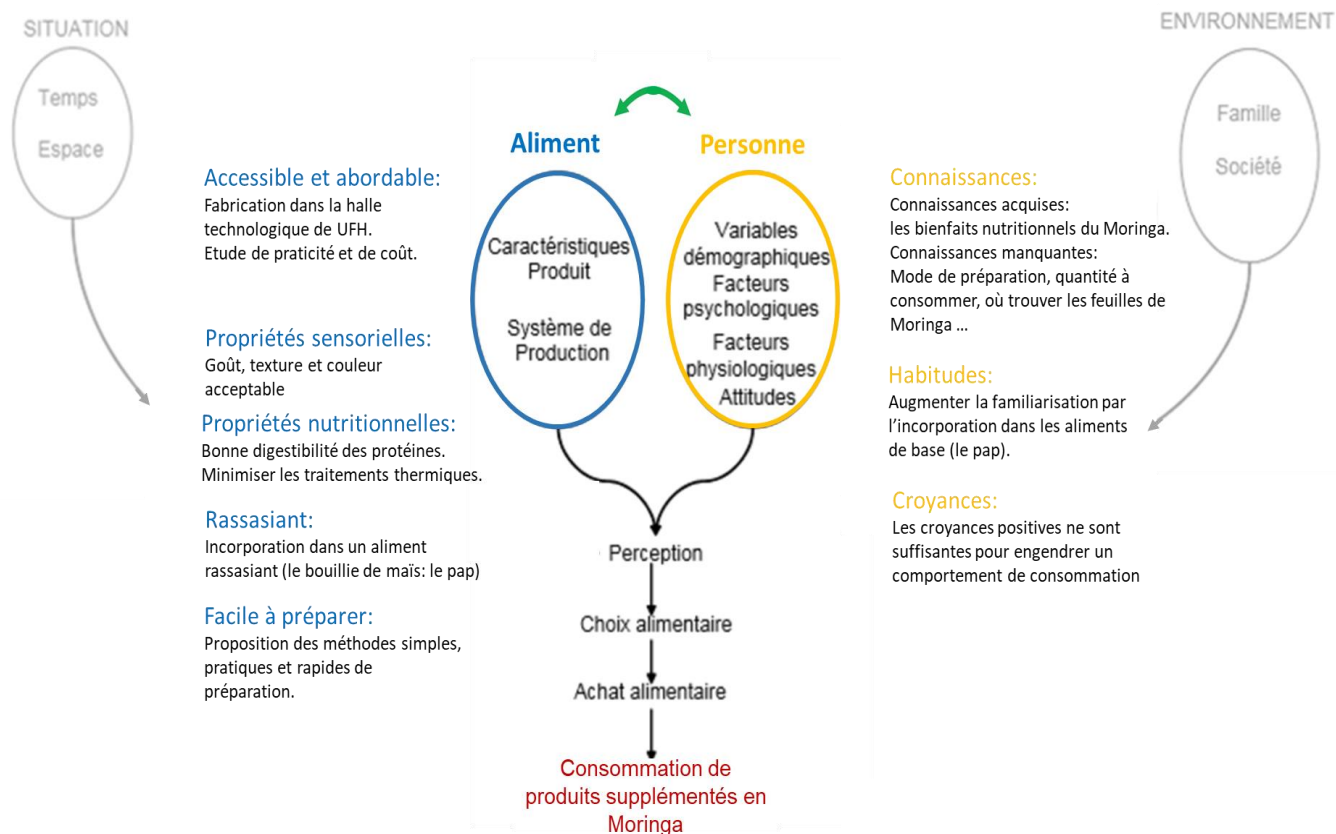 SITUATION
Temps
Espace
ENVIRONNEMENT
Famille
Société
Aliment
Personne
Caractéristiques
Produit
Système de
Production
Variables
démographiques
Facteurs
psychologiques
Facteurs
physiologiques
Attitudes
Accessible et abordable:
Fabrication dans la halle
technologique de UFH.
Etude de praticité et de coût.
Propriétés sensorielles:
Goût, texture et couleur
acceptable
Propriétés nutritionnelles:
Bonne digestibilité des protéines.
Minimiser les traitements thermiques.
Rassasiant:
Incorporation dans un aliment
rassasiant (le bouillie de maïs: le pap)
Facile à préparer:
Proposition des méthodes simples,
pratiques et rapides de
préparation.
Connaissances:
Connaissances acquises:
les bienfaits nutritionnels du Moringa.
Connaissances manquantes:
Mode de préparation, quantité à
consommer, où trouver les feuilles de
Moringa ...
Habitudes:
Augmenter la familiarisation par
l'incorporation dans les aliments
de base (le pap).
Croyances:
Les croyances positives ne sont
suffisantes pour engendrer un
comportement de consommation
Perception
Choix alimentaire
Achat alimentaire
Consommation de
produits supplémentés en
Moringa